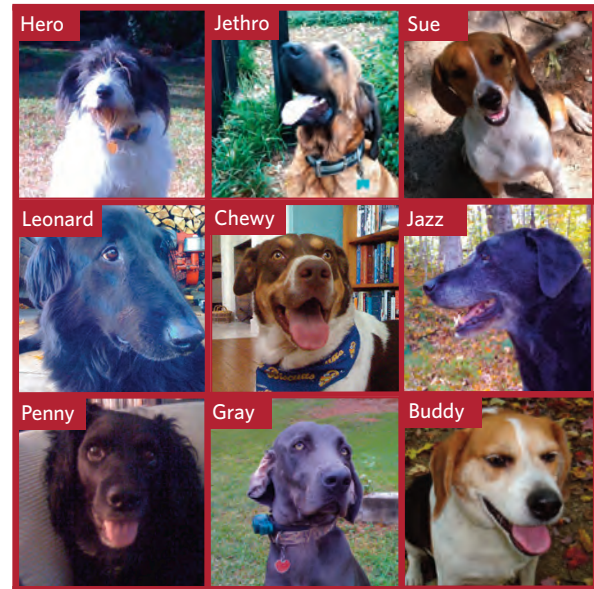 Hero
Jethro
Sue
Leonard
Chewy
Jazz
Penny
Gray
Buddy